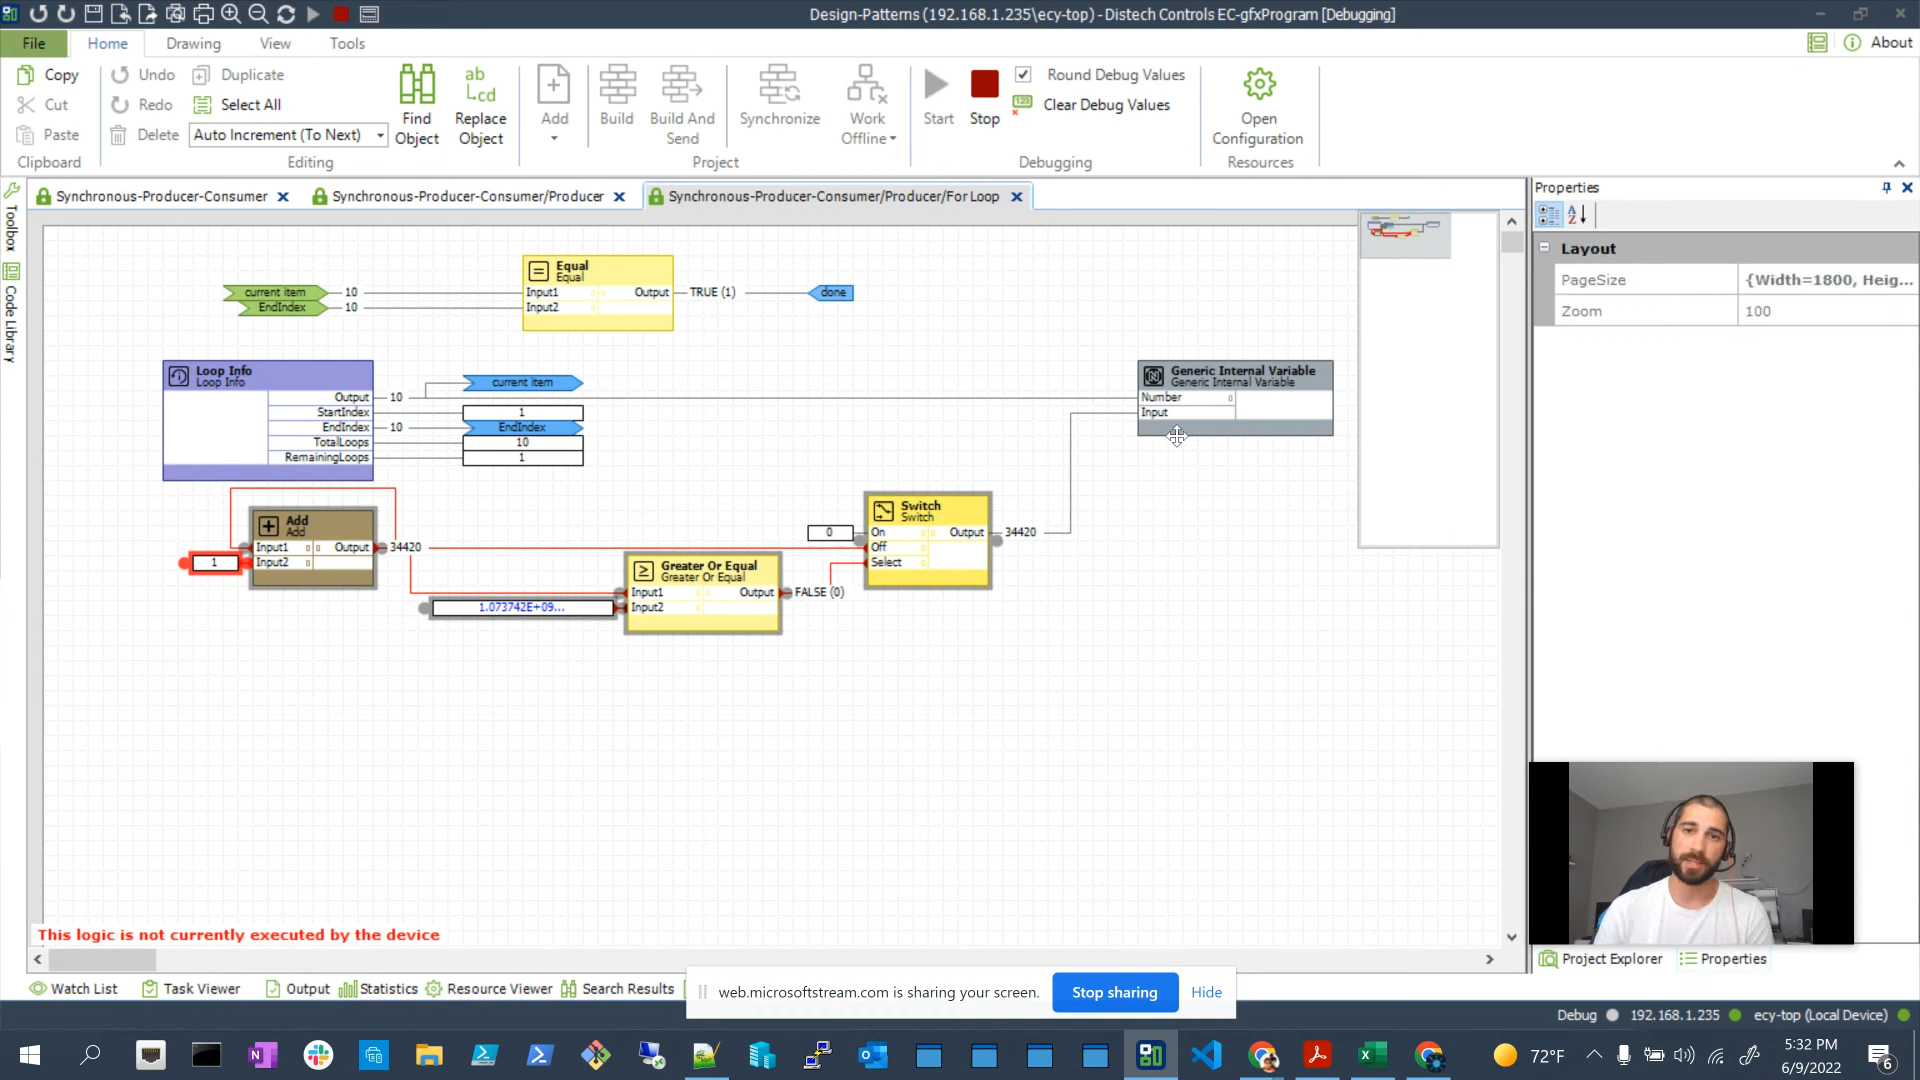 Design-Patterns (192.168.1.235\ecy-top) - Distech Controls EC-gfxProgram [Debugging]
File Home Drawing View Tools About
Copy Undo Duplicate
Cut Redo Select All
Paste Delete Auto Increment (To Next)
Clipboard Editing
Find Object
ab cd
Replace Object
Add
Build
Build And Send
Synchronize
Work Offline
Project
Start
Stop
Round Debug Values
123 Clear Debug Values
Debugging
Open Configuration
Resources
Synchronous-Producer-Consumer
Synchronous-Producer-Consumer/Producer
Synchronous-Producer-Consumer/Producer/For Loop
Toolbox
Code Library
Equal
Equal
current item 10 Input1 Output TRUE (1) done
EndIndex 10 Input2
Loop Info
Loop Info
current item
Output 10
StartIndex 1
EndIndex 10 EndIndex
TotalLoops 10
RemainingLoops 1
Generic Internal Variable
Generic Internal Variable
Number 0
Input
Add
Add
Input1 0 0 Output 34420
1 Input2 0
Greater Or Equal
Greater Or Equal
Input1 Output FALSE (0)
1.073742E+09... Input2
Switch
Switch
0 On Output 34420
Off
Select
This logic is not currently executed by the device
Properties
A Z
Layout
PageSize {Width=1800, Heig...
Zoom 100
Project Explorer Properties
Watch List Task Viewer Output Statistics Resource Viewer Search Results
web.microsoftstream.com is sharing your screen. Stop sharing Hide
Debug 192.168.1.235 ecy-top (Local Device)
72°F
5:32 PM
6/9/2022
6